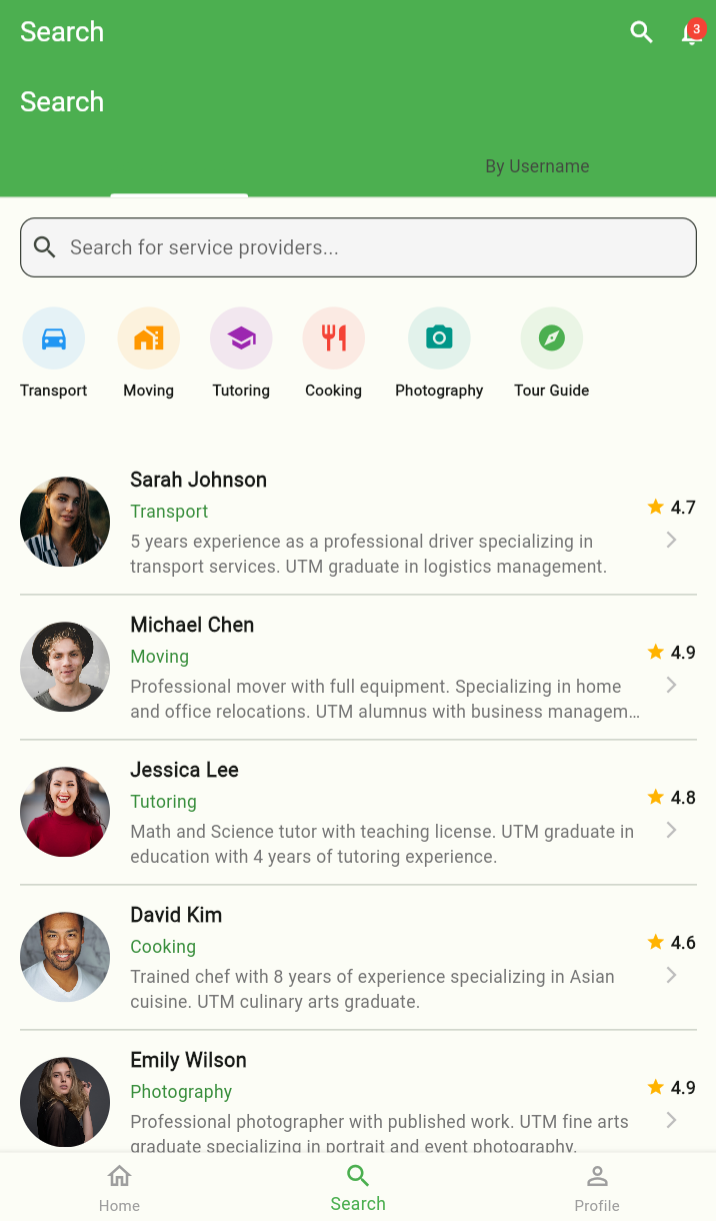 Search
3
Search
By Username
Search for service providers...
Transport
Moving
Tutoring
Cooking
Photography
Tour Guide
Sarah Johnson
Transport
4.7
5 years experience as a professional driver specializing in
transport services. UTM graduate in logistics management.
Michael Chen
Moving
4.9
Professional mover with full equipment. Specializing in home
and office relocations. UTM alumnus with business managem…
Jessica Lee
Tutoring
4.8
Math and Science tutor with teaching license. UTM graduate in
education with 4 years of tutoring experience.
David Kim
Cooking
4.6
Trained chef with 8 years of experience specializing in Asian
cuisine. UTM culinary arts graduate.
Emily Wilson
Photography
4.9
Professional photographer with published work. UTM fine arts
graduate specializing in portrait and event photography.
Home
Search
Profile